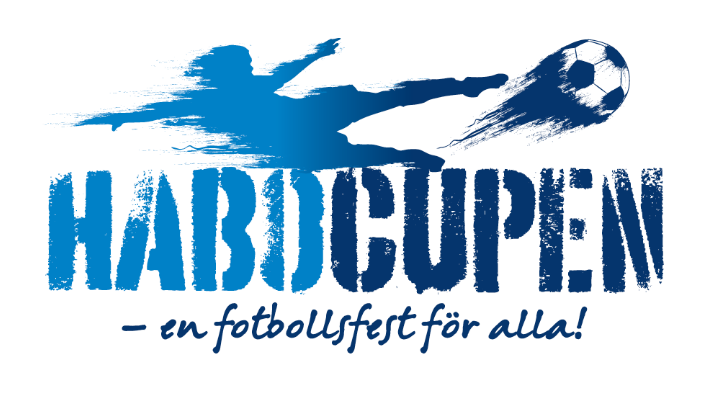 HABOCUPEN
– en fotbollsfest för alla!